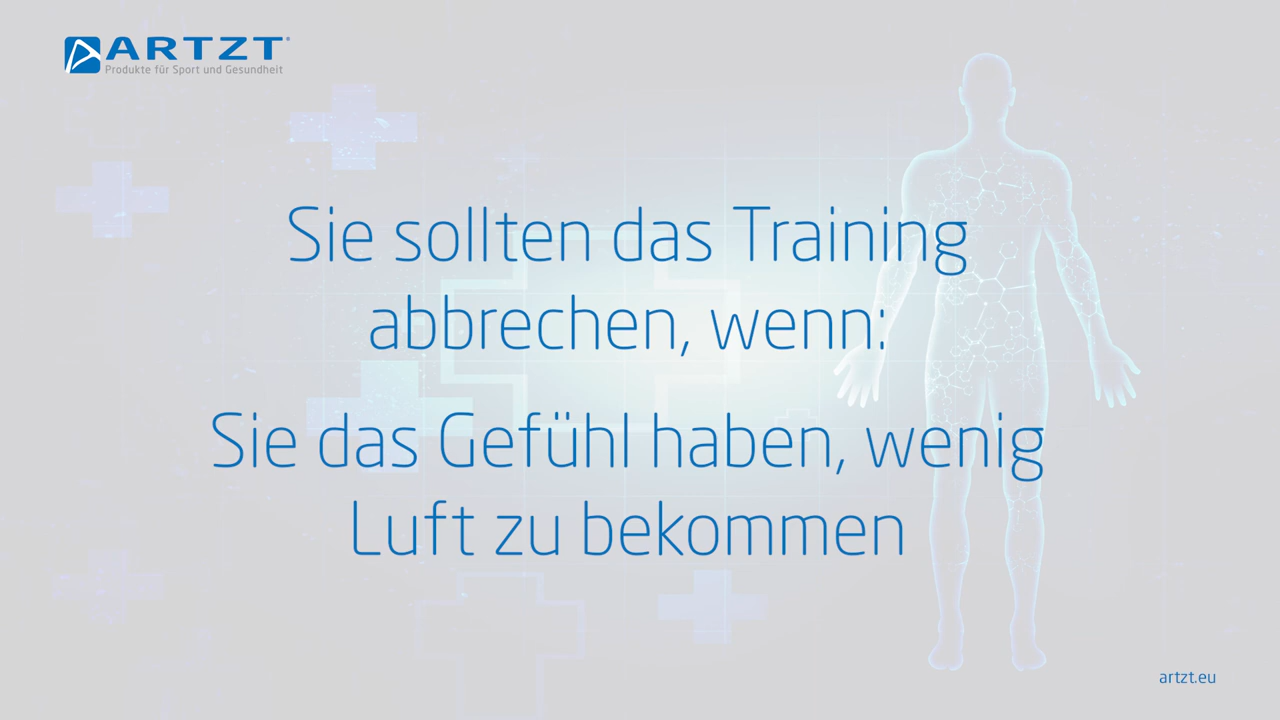 ARTZT®
Produkte für Sport und Gesundheit
Sie sollten das Training
abbrechen, wenn:
Sie das Gefühl haben, wenig
Luft zu bekommen
artzt.eu